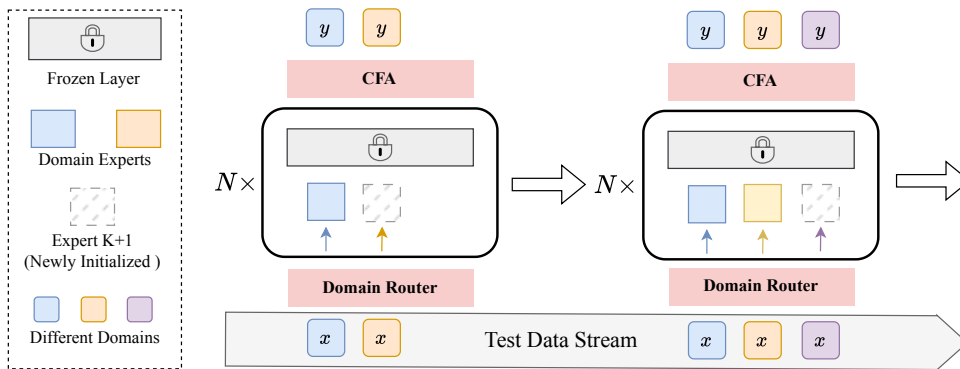 Frozen Layer
Domain Experts
Expert K+1
(Newly Initialized )
Different Domains
y y
CFA
N×
Domain Router
x x
y y y
CFA
N×
Domain Router
x x x
Test Data Stream